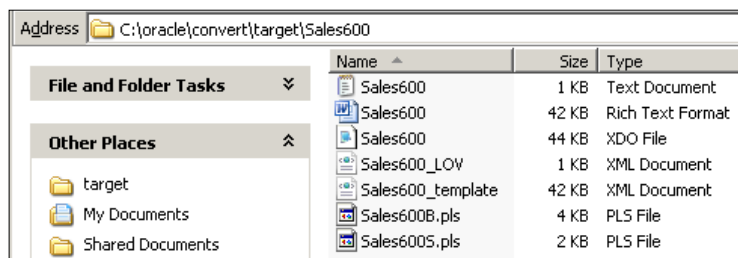 Address C:\oracle\convert\target\Sales600
File and Folder Tasks
Other Places
target
My Documents
Shared Documents
Name Size Type
Sales600 1 KB Text Document
Sales600 42 KB Rich Text Format
Sales600 44 KB XDO File
Sales600_LOV 1 KB XML Document
Sales600_template 42 KB XML Document
Sales600B.pls 4 KB PLS File
Sales600S.pls 2 KB PLS File